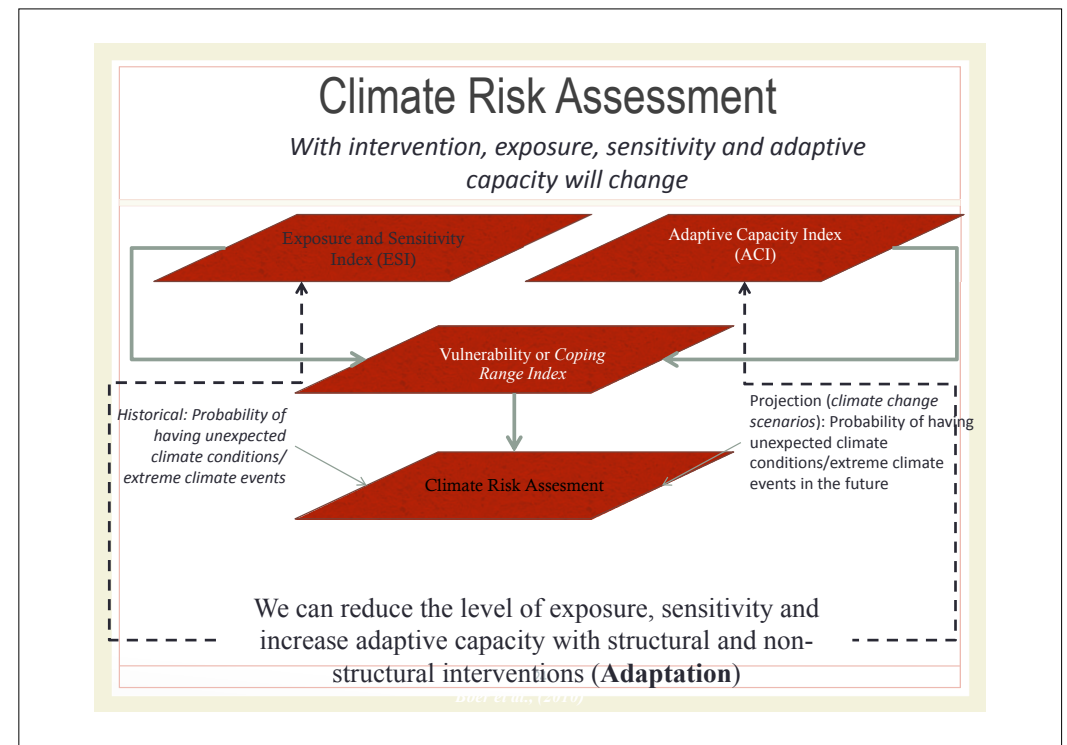 Climate Risk Assessment
With intervention, exposure, sensitivity and adaptive
capacity will change
Exposure and Sensitivity
Index (ESI)
Adaptive Capacity Index
(ACI)
Vulnerability or Coping
Range Index
Historical: Probability of
having unexpected
climate conditions/
extreme climate events
Projection (climate change
scenarios): Probability of having
unexpected climate
conditions/extreme climate
events in the future
Climate Risk Assesment
We can reduce the level of exposure, sensitivity and
increase adaptive capacity with structural and non-
structural interventions (Adaptation)